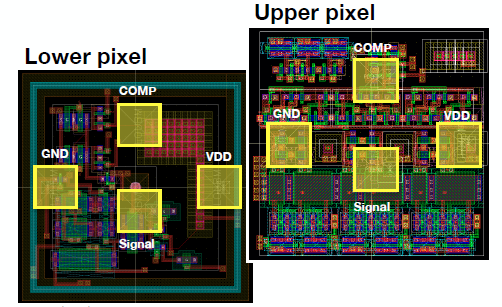 Lower pixel
COMP
GND
VDD
Signal
Upper pixel
COMP
GND
VDD
Signal